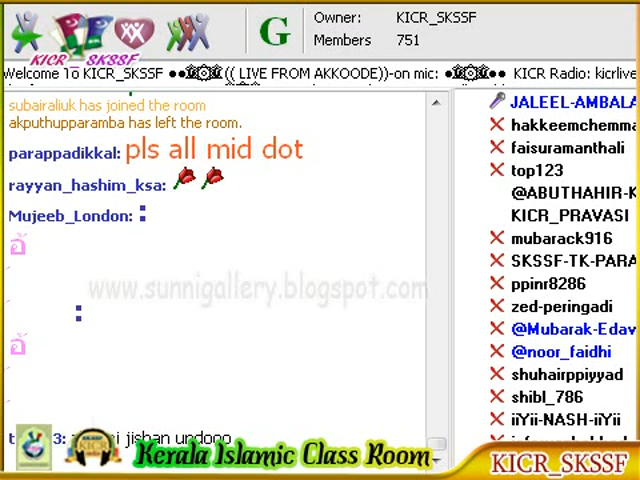 Owner: KICR_SKSSF
Members 751
G
KICR_SKSSF
Welcome To KICR_SKSSF ●●۞۞(( LIVE FROM AKKOODE))-on mic: ●۞۞●● KICR Radio: kicrlive
subairaliuk has joined the room
akputhupparamba has left the room.
parappadikkal: pls all mid dot
rayyan_hashim_ksa:
Mujeeb_London: :
:
www.sunnigallery.blogspot.com
3: jishan undooo
JALEEL-AMBALA
hakkeemchemma
faisuramanthali
top123
@ABUTHAHIR-K
KICR_PRAVASI
mubarack916
SKSSF-TK-PARA
ppinr8286
zed-peringadi
@Mubarak-Edav
@noor_faidhi
shuhairppiyyad
shibl_786
iiYii-NASH-iiYii
KICR
Kerala Islamic Class Room
KICR_SKSSF